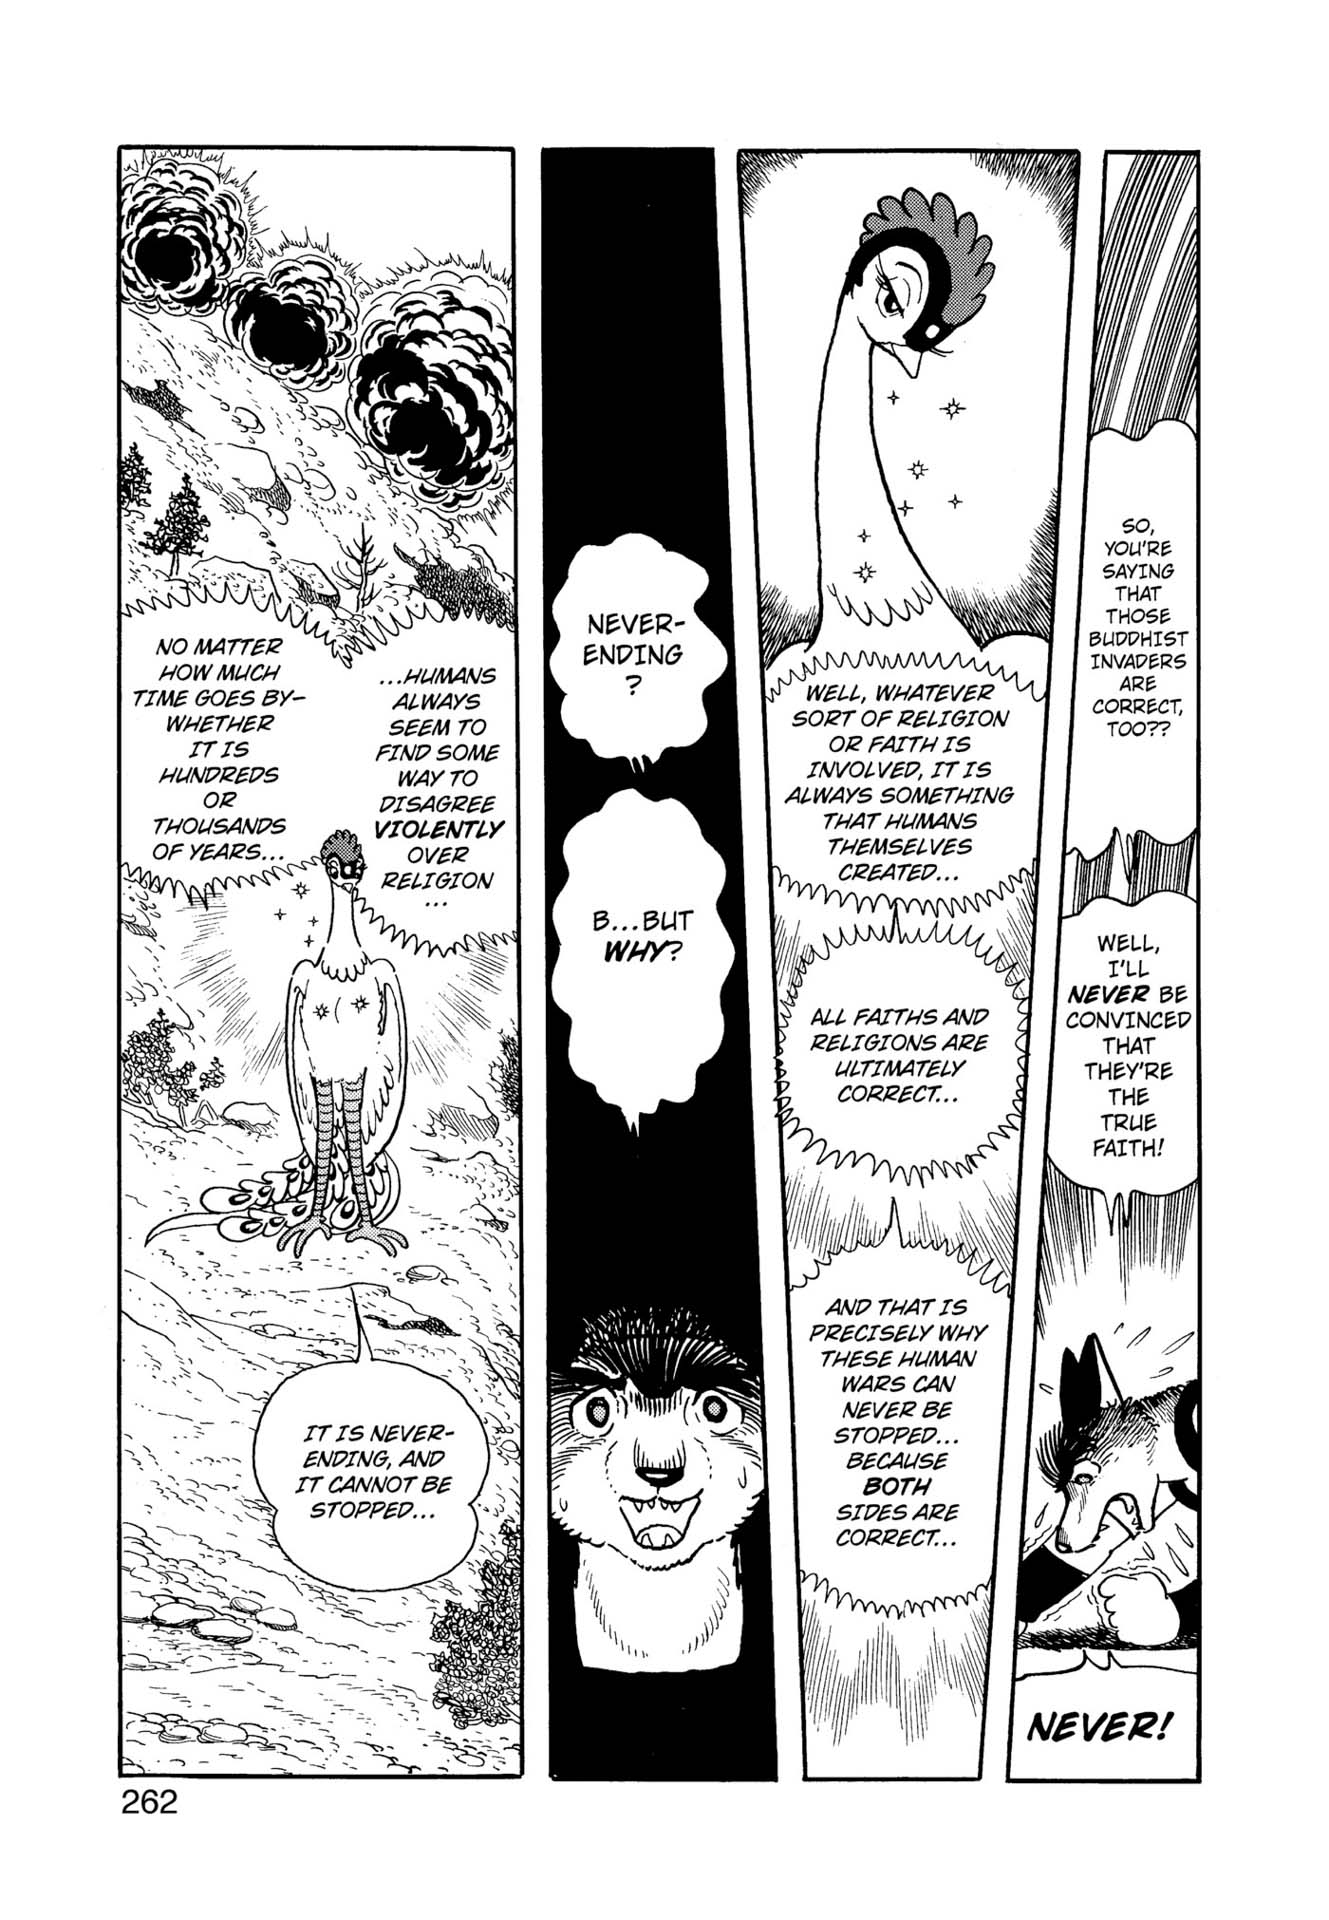 SO,
YOU'RE
SAYING
THAT
THOSE
BUDDHIST
INVADERS
ARE
CORRECT,
TOO??
WELL,
I'LL
NEVER BE
CONVINCED
THAT
THEY'RE
THE
TRUE
FAITH!
NEVER!
WELL, WHATEVER
SORT OF RELIGION
OR FAITH IS
INVOLVED, IT IS
ALWAYS SOMETHING
THAT HUMANS
THEMSELVES
CREATED...
ALL FAITHS AND
RELIGIONS ARE
ULTIMATELY
CORRECT...
AND THAT IS
PRECISELY WHY
THESE HUMAN
WARS CAN
NEVER BE
STOPPED...
BECAUSE
BOTH
SIDES ARE
CORRECT...
NEVER-
ENDING
?
B...BUT
WHY?
...HUMANS
ALWAYS
SEEM TO
FIND SOME
WAY TO
DISAGREE
VIOLENTLY
OVER
RELIGION
...
NO MATTER
HOW MUCH
TIME GOES BY–
WHETHER
IT IS
HUNDREDS
OR
THOUSANDS
OF YEARS...
IT IS NEVER-
ENDING, AND
IT CANNOT BE
STOPPED...
262